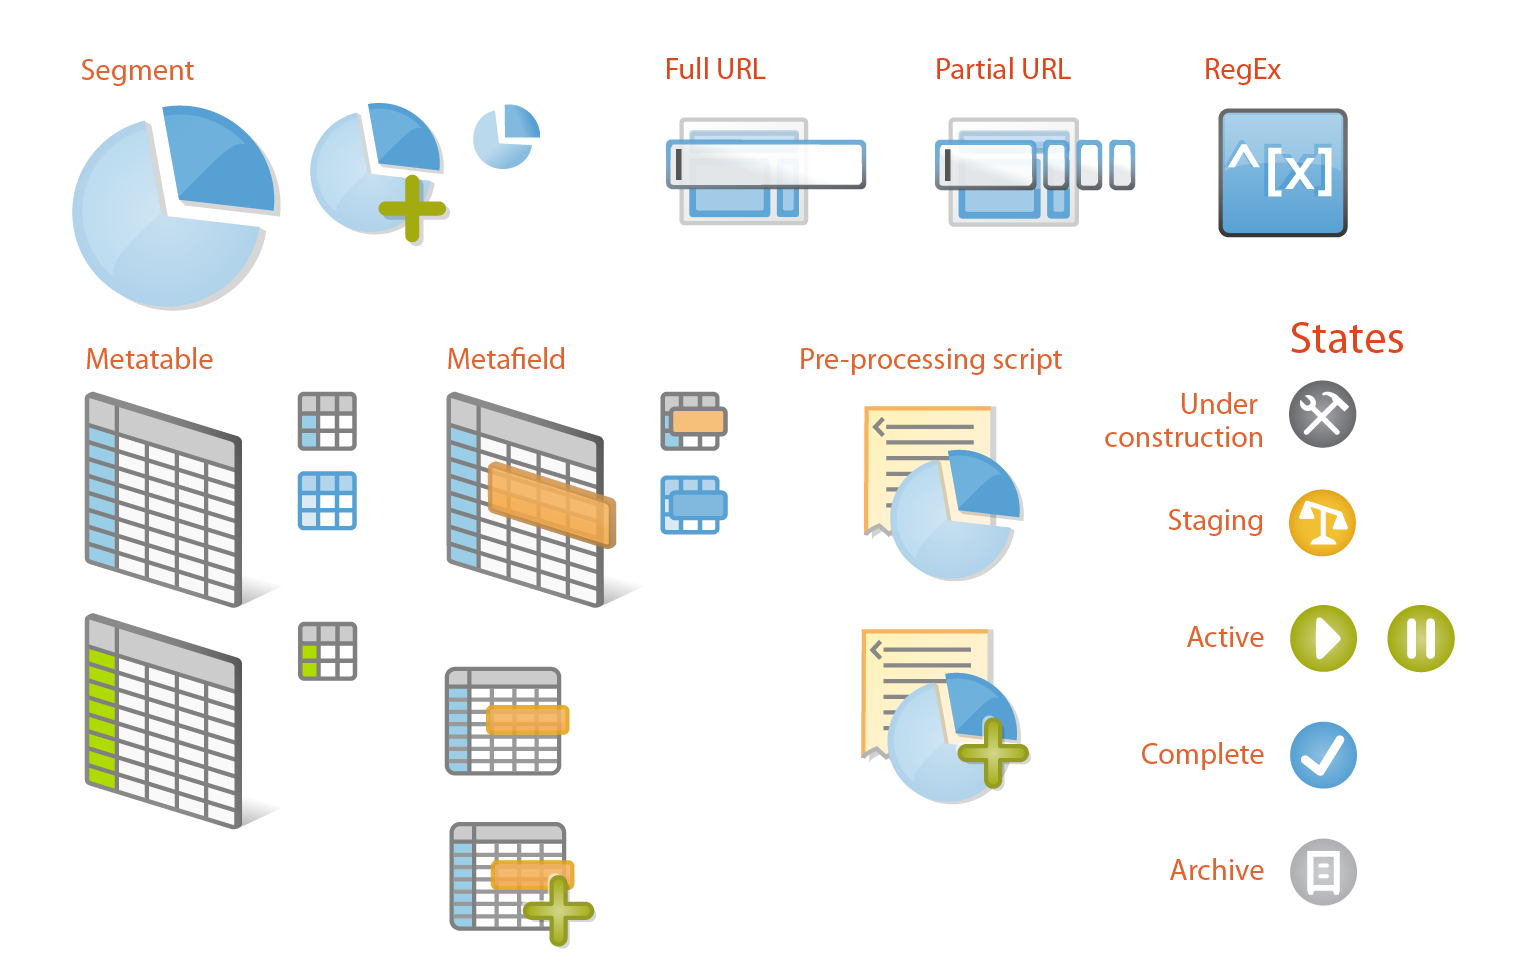 Segment
Full URL
Partial URL
RegEx
^[x]
Metatable
Metafield
Pre-processing script
States
Under
construction
Staging
Active
Complete
Archive